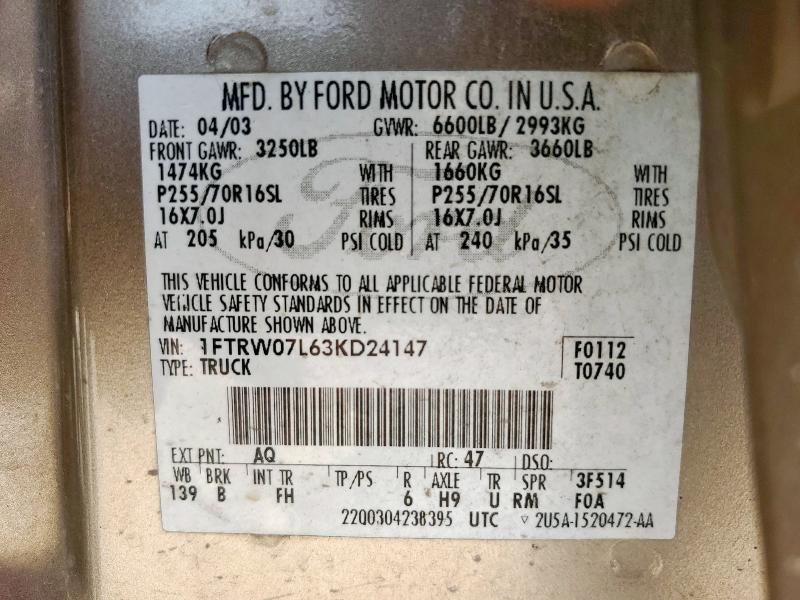 MFD. BY FORD MOTOR CO. IN U.S.A.
DATE: 04/03 GVWR: 6600LB/ 2993KG
FRONT GAWR: 3250LB REAR GAWR: 3660LB
1474KG WITH 1660KG WITH
P255/70R16SL TIRES P255/70R16SL TIRES
16X7.0J RIMS 16X7.0J RIMS
AT 205 kPa/30 PSI COLD AT 240 kPa/35 PSI COLD
Ford
THIS VEHICLE CONFORMS TO ALL APPLICABLE FEDERAL MOTOR
VEHICLE SAFETY STANDARDS IN EFFECT ON THE DATE OF
MANUFACTURE SHOWN ABOVE.
VIN: 1FTRW07L63KD24147 F0112
TYPE: TRUCK T0740
EXT PNT: AQ RC: 47 DSO:
WB BRK INT TR TP/PS R AXLE TR SPR 3F514
139 B FH 6 H9 U RM F0A
22Q0304238395 UTC ▽ 2U5A-1520472-AA